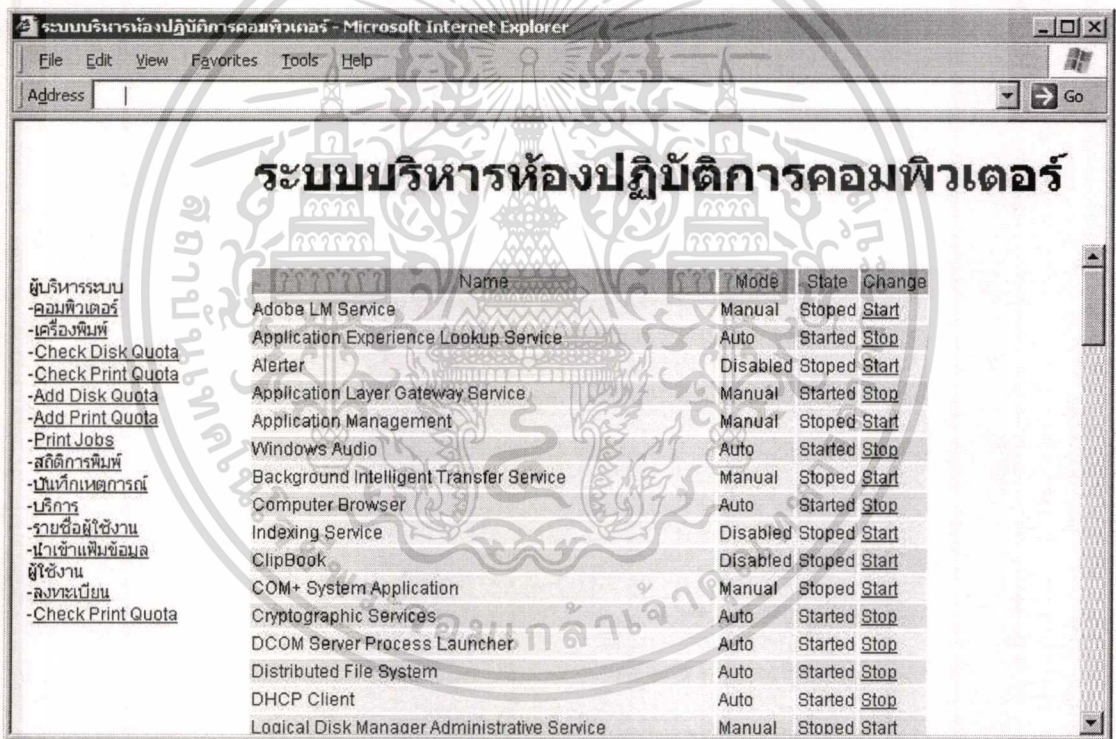 ระบบบริหารห้องปฏิบัติการคอมพิวเตอร์ - Microsoft Internet Explorer
File Edit View Favorites Tools Help
Address Go
ระบบบริหารห้องปฏิบัติการคอมพิวเตอร์
ผู้บริหารระบบ
-คอมพิวเตอร์
-เครื่องพิมพ์
-Check Disk Quota
-Check Print Quota
-Add Disk Quota
-Add Print Quota
-Print Jobs
-สถิติการพิมพ์
-บันทึกเหตุการณ์
-บริการ
-รายชื่อผู้ใช้งาน
-นำเข้าแฟ้มข้อมูล
ผู้ใช้งาน
-ลงทะเบียน
-Check Print Quota
Name Mode State Change
Adobe LM Service Manual Stoped Start
Application Experience Lookup Service Auto Started Stop
Alerter Disabled Stoped Start
Application Layer Gateway Service Manual Started Stop
Application Management Manual Stoped Start
Windows Audio Auto Started Stop
Background Intelligent Transfer Service Manual Stoped Start
Computer Browser Auto Started Stop
Indexing Service Disabled Stoped Start
ClipBook Disabled Stoped Start
COM+ System Application Manual Stoped Start
Cryptographic Services Auto Started Stop
DCOM Server Process Launcher Auto Started Stop
Distributed File System Auto Started Stop
DHCP Client Auto Started Stop
Logical Disk Manager Administrative Service Manual Stoped Start